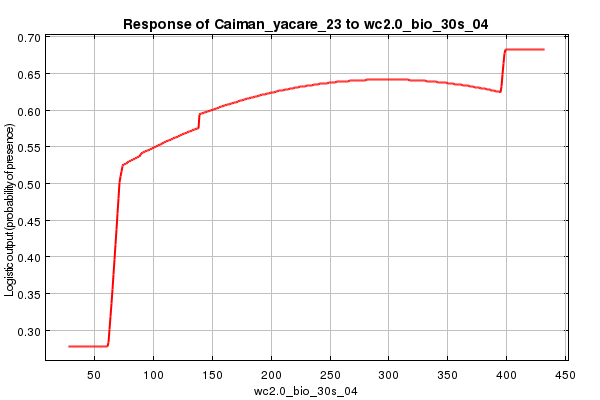 Response of Caiman_yacare_23 to wc2.0_bio_30s_04
Logistic output (probability of presence)
0.70
0.65
0.60
0.55
0.50
0.45
0.40
0.35
0.30
50 100 150 200 250 300 350 400 450
wc2.0_bio_30s_04